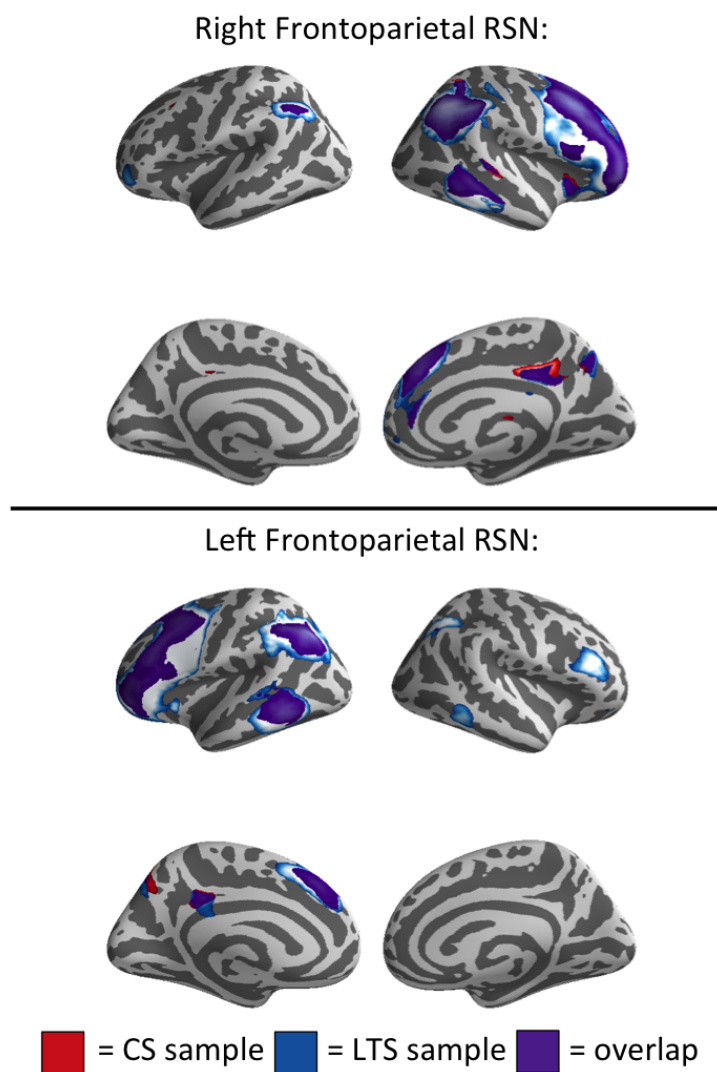 Right Frontoparietal RSN:
Left Frontoparietal RSN:
= CS sample = LTS sample = overlap